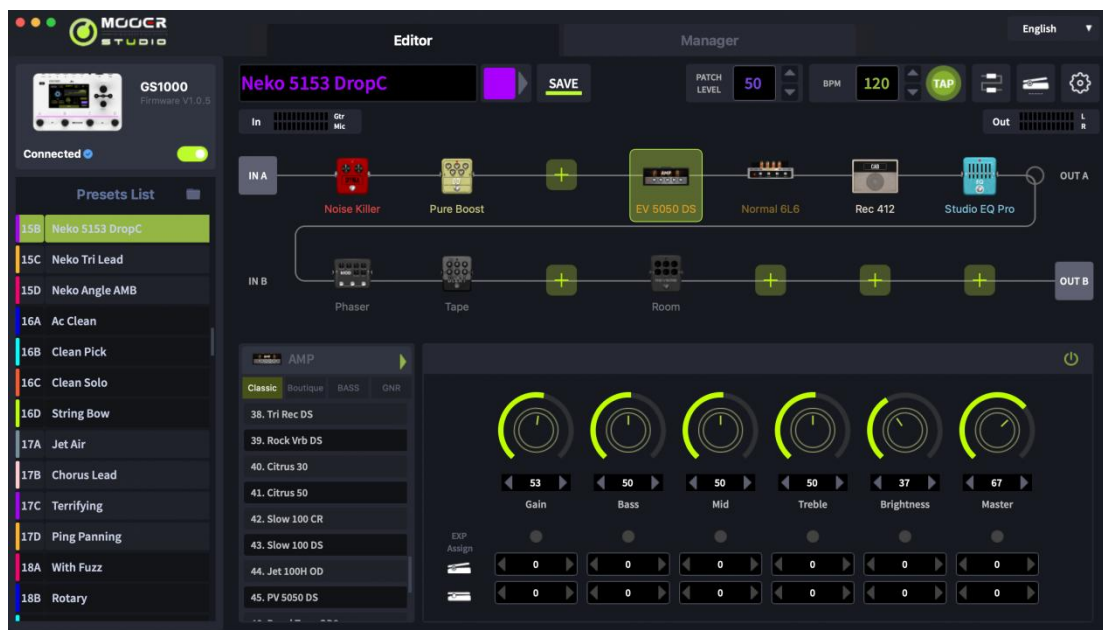 MOOER
STUDIO
Editor
Manager
English
GS1000
Firmware V1.0.5
Connected
Neko 5153 DropC
SAVE
PATCH LEVEL
50
BPM
120
TAP
In
Gtr
Mic
Out
L
R
Presets List
15B Neko 5153 DropC
15C Neko Tri Lead
15D Neko Angle AMB
16A Ac Clean
16B Clean Pick
16C Clean Solo
16D String Bow
17A Jet Air
17B Chorus Lead
17C Terrifying
17D Ping Panning
18A With Fuzz
18B Rotary
IN A
OUT A
AMP
CAB
Noise Killer
Pure Boost
EV 5050 DS
Normal 6L6
Rec 412
Studio EQ Pro
IN B
OUT B
Phaser
Tape
Room
AMP
Classic Boutique BASS GNR
38. Tri Rec DS
39. Rock Vrb DS
40. Citrus 30
41. Citrus 50
42. Slow 100 CR
43. Slow 100 DS
44. Jet 100H OD
45. PV 5050 DS
53 50 50 50 37 67
Gain Bass Mid Treble Brightness Master
EXP
Assign
0 0 0 0 0 0
0 0 0 0 0 0